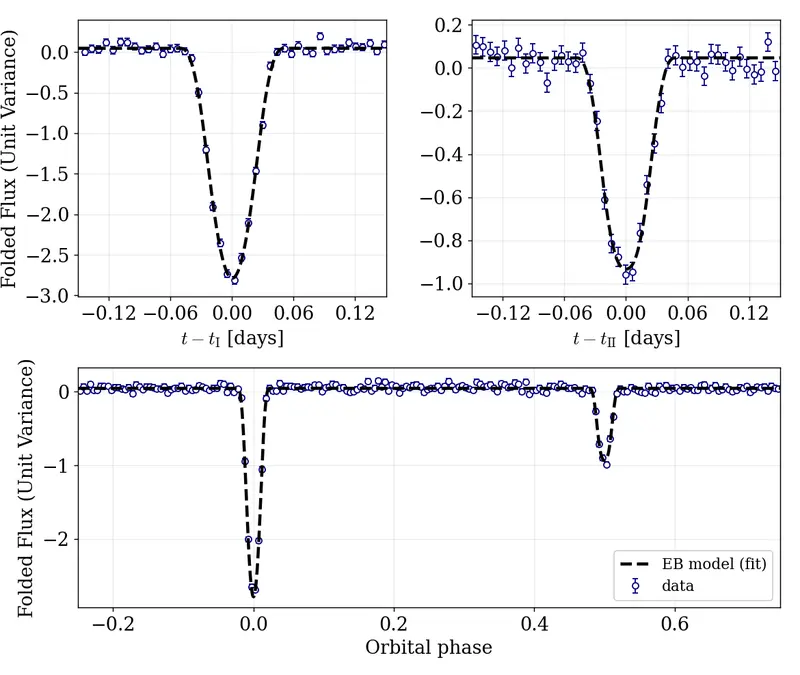 Folded Flux (Unit Variance)
0.0
−0.5
−1.0
−1.5
−2.0
−2.5
−3.0
−0.12 −0.06 0.00 0.06 0.12
t − tI [days]
0.2
0.0
−0.2
−0.4
−0.6
−0.8
−1.0
−0.12 −0.06 0.00 0.06 0.12
t − tII [days]
Folded Flux (Unit Variance)
0
−1
−2
−0.2 0.0 0.2 0.4 0.6
Orbital phase
EB model (fit)
data